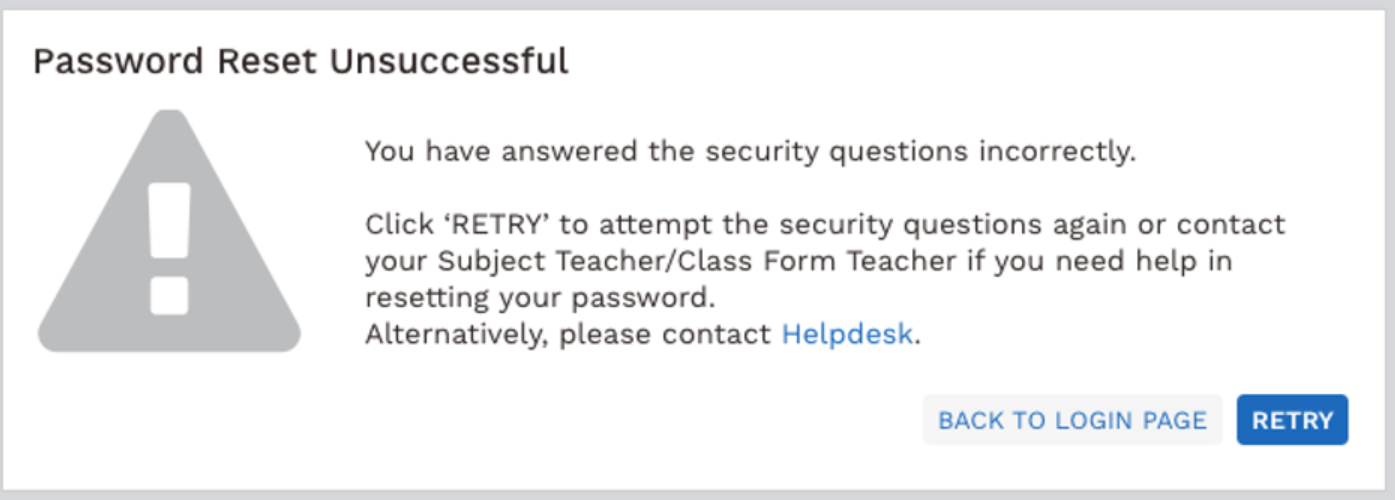 Password Reset Unsuccessful
You have answered the security questions incorrectly.
Click ‘RETRY’ to attempt the security questions again or contact
your Subject Teacher/Class Form Teacher if you need help in
resetting your password.
Alternatively, please contact Helpdesk.
BACK TO LOGIN PAGE
RETRY